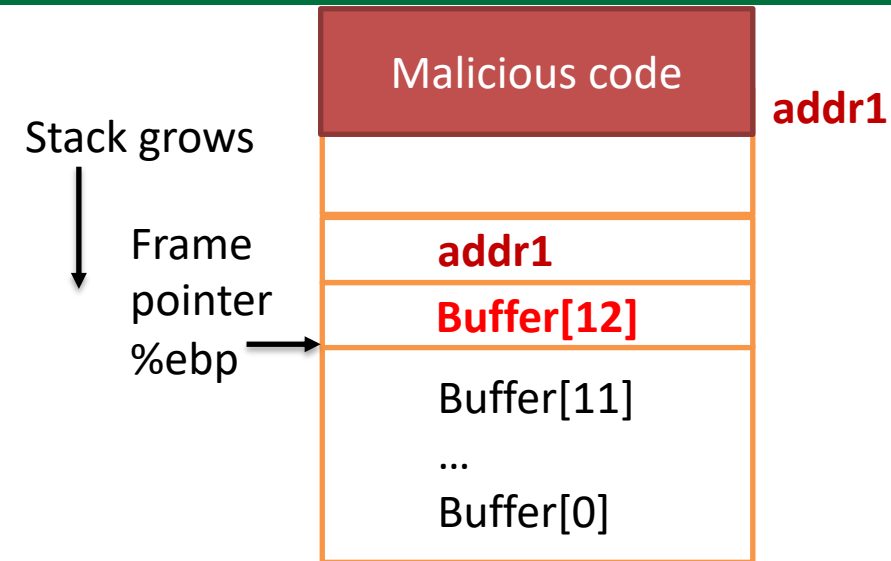 Malicious code
addr1
Stack grows
Frame
pointer
%ebp
addr1
Buffer[12]
Buffer[11]
...
Buffer[0]